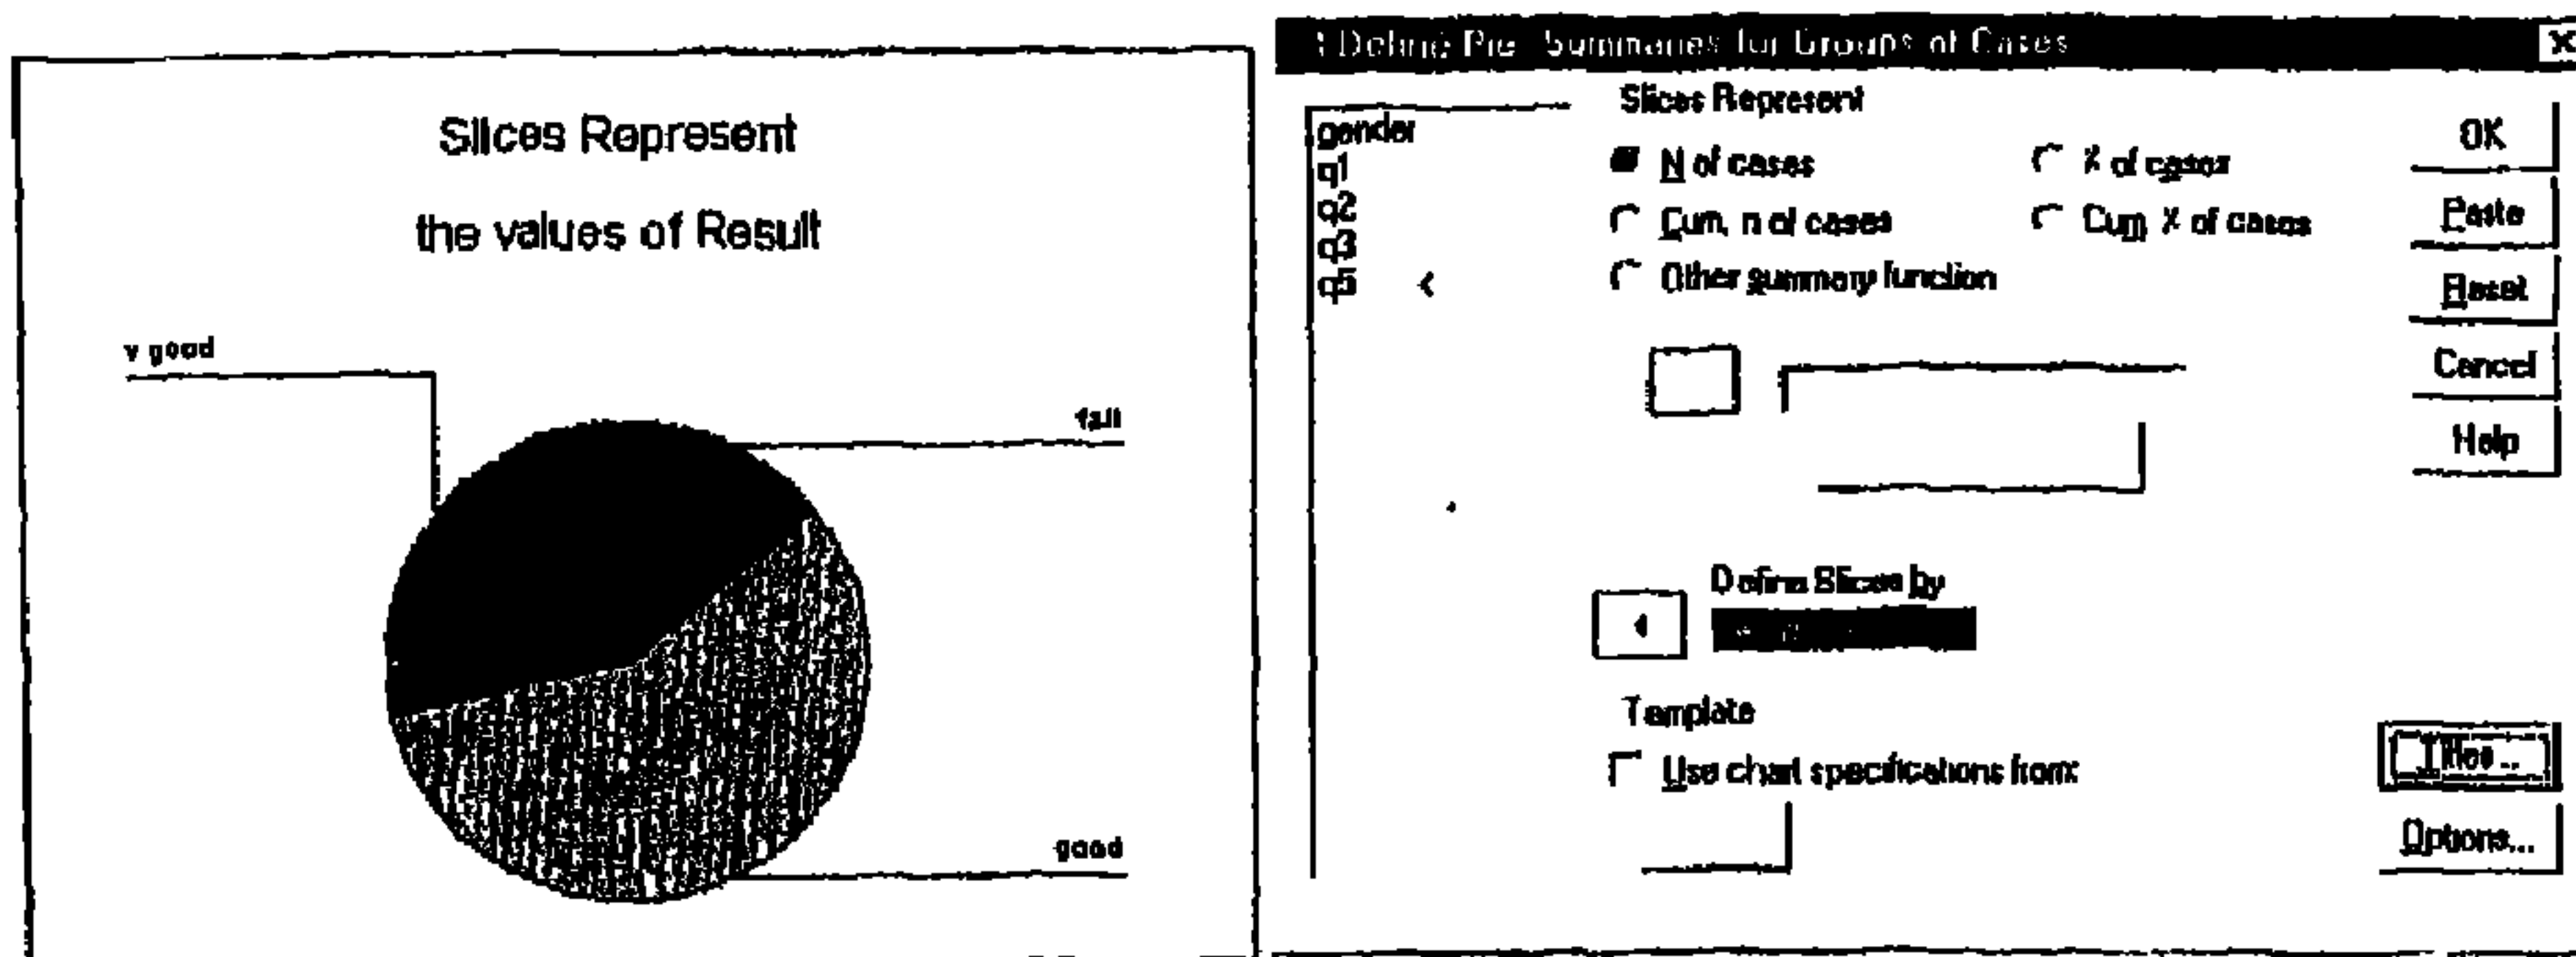 Slices Represent
the values of Result
v good
fail
good
Define Pie: Summaries for Groups of Cases
gender
q1
q2
q3
q5
Slices Represent
N of cases
% of cases
Cum. n of cases
Cum % of cases
Other summary function
OK
Paste
Reset
Cancel
Help
Define Slices by
Template
Use chart specifications from:
Titles...
Options...